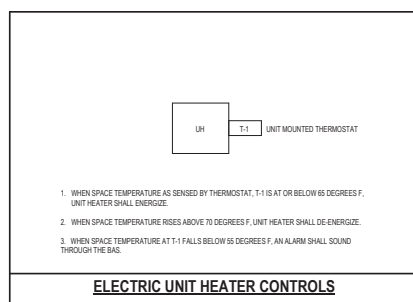 UH
T-1
UNIT MOUNTED THERMOSTAT
1. WHEN SPACE TEMPERATURE AS SENSED BY THERMOSTAT, T-1 IS AT OR BELOW 65 DEGREES F,
UNIT HEATER SHALL ENERGIZE.
2. WHEN SPACE TEMPERATURE RISES ABOVE 70 DEGREES F, UNIT HEATER SHALL DE-ENERGIZE.
3. WHEN SPACE TEMPERATURE AT T-1 FALLS BELOW 55 DEGREES F, AN ALARM SHALL SOUND
THROUGH THE BAS.
ELECTRIC UNIT HEATER CONTROLS